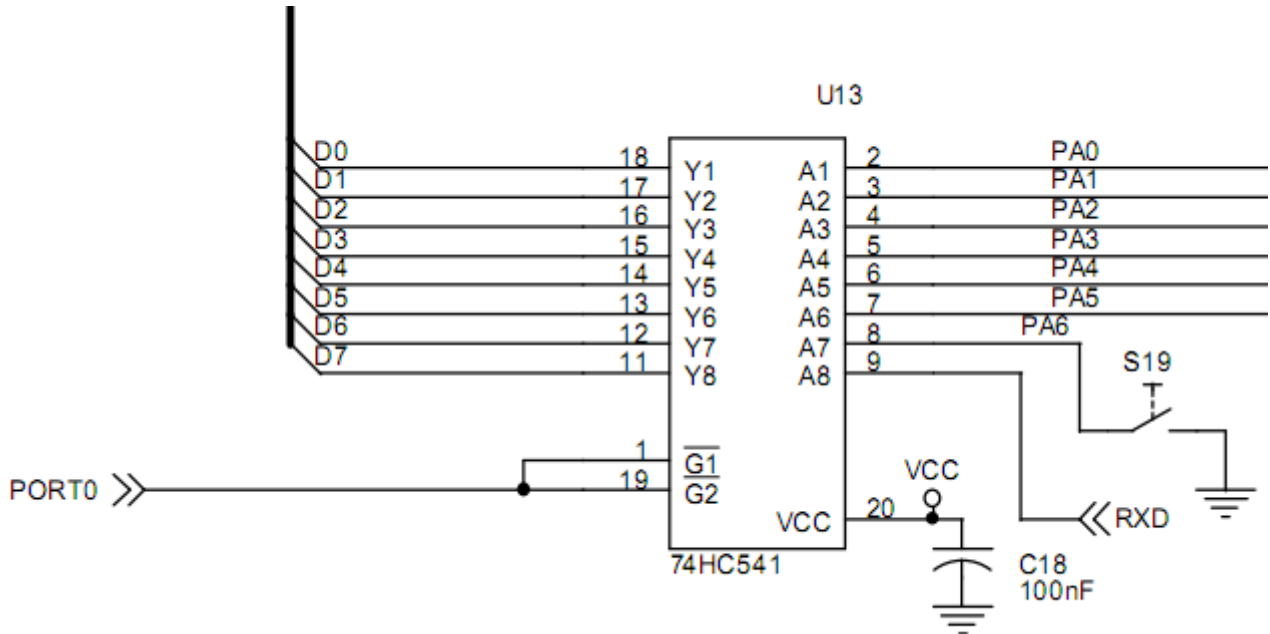 U13
D0 18 Y1 A1 2 PA0
D1 17 Y2 A2 3 PA1
D2 16 Y3 A3 4 PA2
D3 15 Y4 A4 5 PA3
D4 14 Y5 A5 6 PA4
D5 13 Y6 A6 7 PA5
D6 12 Y7 A7 8 PA6
D7 11 Y8 A8 9
S19
1 G1
PORT0 19 G2
VCC
VCC 20
RXD
74HC541
C18
100nF